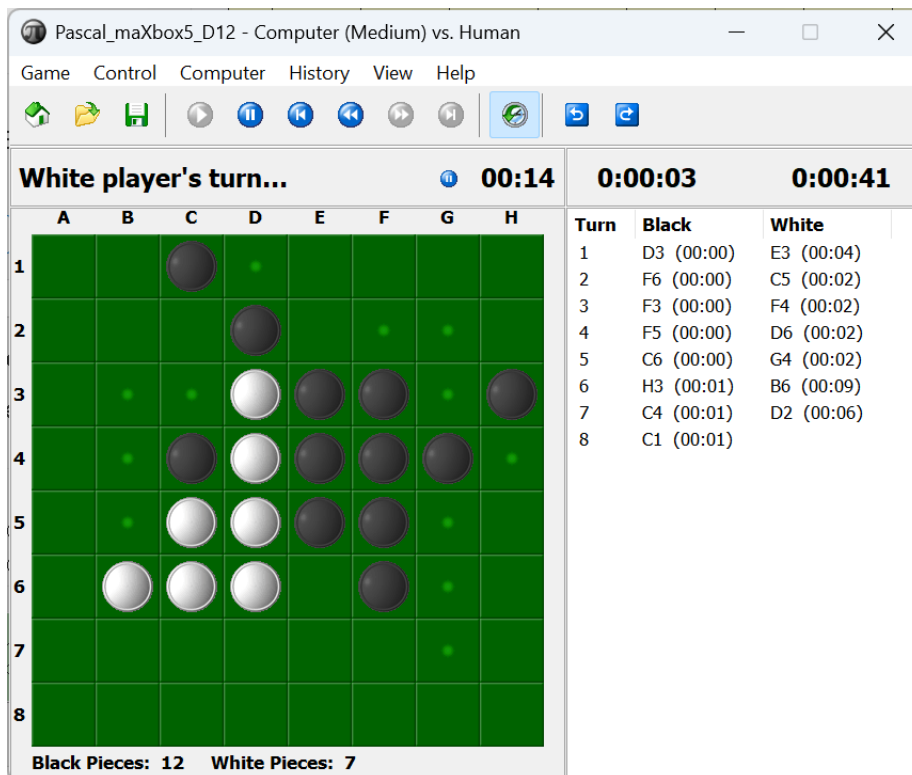 Pascal_maXbox5_D12 - Computer (Medium) vs. Human
Game Control Computer History View Help
White player's turn... 00:14 0:00:03 0:00:41
A B C D E F G H
Turn Black White
1 D3 (00:00) E3 (00:04)
2 F6 (00:00) C5 (00:02)
3 F3 (00:00) F4 (00:02)
4 F5 (00:00) D6 (00:02)
5 C6 (00:00) G4 (00:02)
6 H3 (00:01) B6 (00:09)
7 C4 (00:01) D2 (00:06)
8 C1 (00:01)
1
2
3
4
5
6
7
8
Black Pieces: 12 White Pieces: 7